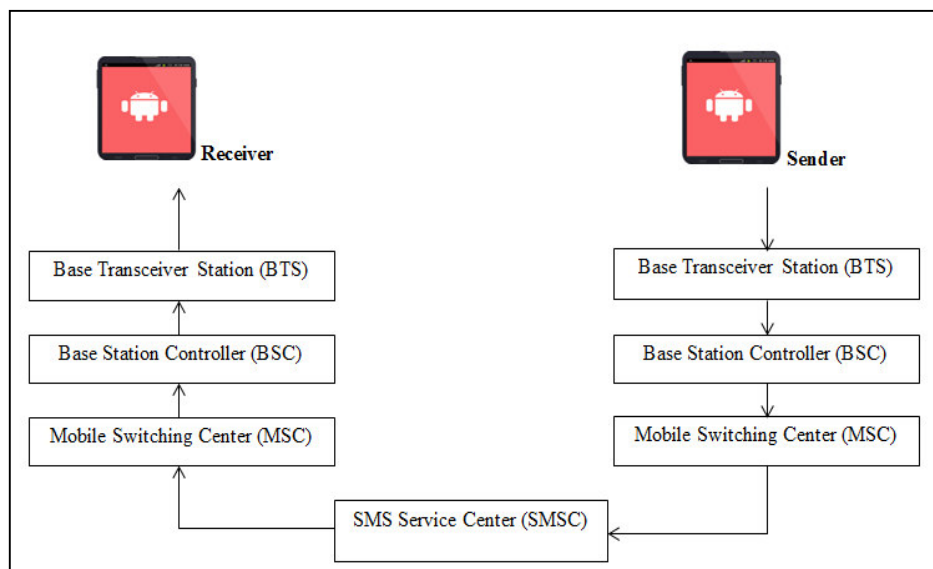 Receiver
Sender
Base Transceiver Station (BTS)
Base Transceiver Station (BTS)
Base Station Controller (BSC)
Base Station Controller (BSC)
Mobile Switching Center (MSC)
Mobile Switching Center (MSC)
SMS Service Center (SMSC)